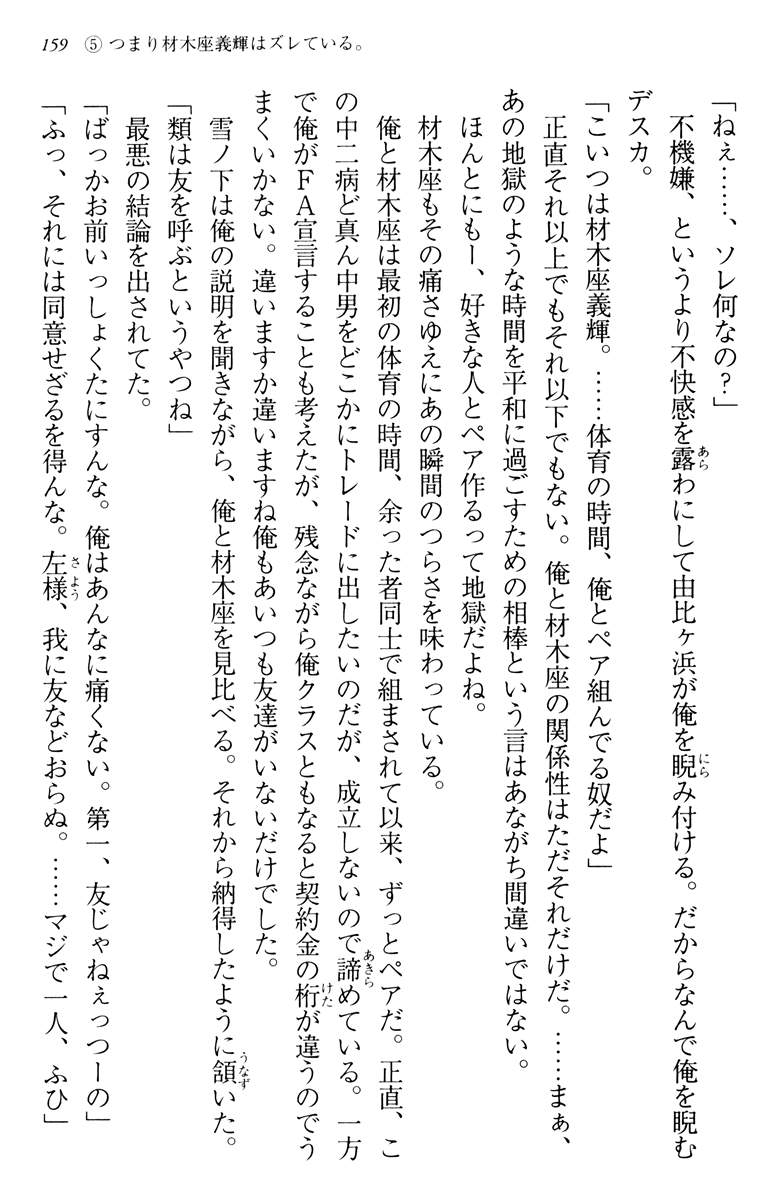 159 ⑤ つまり材木座義輝はズレている。
「ねぇ……、ソレ何なの？」
　不機嫌、というより不快感を露わにして由比ヶ浜が俺を睨み付ける。だからなんで俺を睨む
デスカ。
「こいつは材木座義輝。……体育の時間、俺とペア組んでる奴だよ」
　正直それ以上でもそれ以下でもない。俺と材木座の関係性はただそれだけだ。……まぁ、
あの地獄のような時間を平和に過ごすための相棒という言はあながち間違いではない。
　ほんとにもー、好きな人とペア作るって地獄だよね。
　材木座もその痛さゆえにあの瞬間のつらさを味わっている。
　俺と材木座は最初の体育の時間、余った者同士で組まされて以来、ずっとペアだ。正直、こ
の中二病ど真ん中男をどこかにトレードに出したいのだが、成立しないので諦めている。一方
で俺がＦＡ宣言することも考えたが、残念ながら俺クラスともなると契約金の桁が違うのでう
まくいかない。違いますか違いますね俺もあいつも友達がいないだけでした。
　雪ノ下は俺の説明を聞きながら、俺と材木座を見比べる。それから納得したように頷いた。
「類は友を呼ぶというやつね」
　最悪の結論を出されてた。
「ばっかお前いっしょくたにすんな。俺はあんなに痛くない。第一、友じゃねぇっつーの」
「ふっ、それには同意せざるを得んな。左様、我に友などおらぬ。……マジで一人、ふひ」